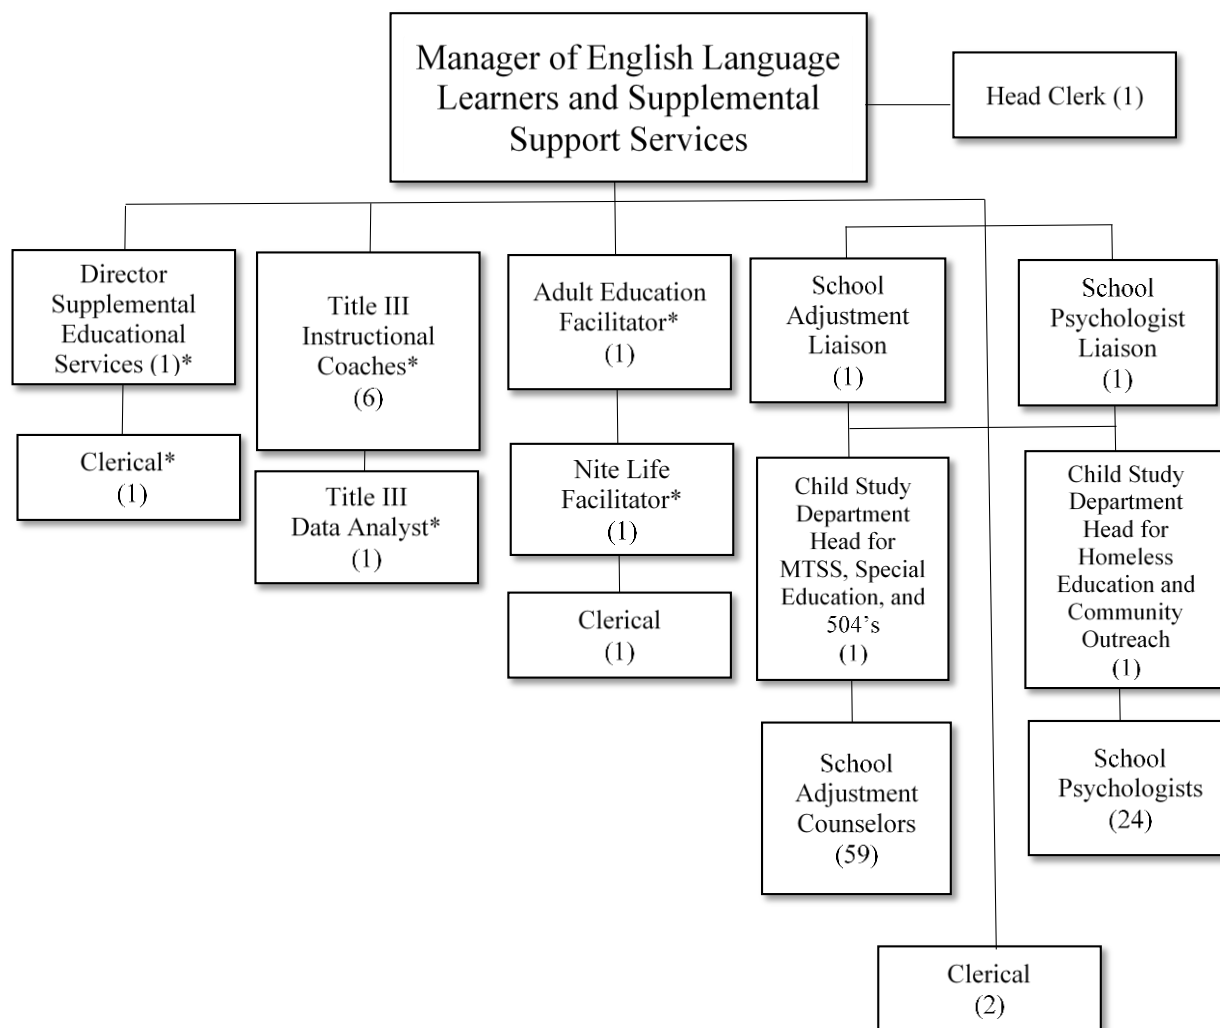 Manager of English Language
Learners and Supplemental
Support Services
Head Clerk (1)
Director
Supplemental
Educational
Services (1)*
Clerical*
(1)
Title III
Instructional
Coaches*
(6)
Title III
Data Analyst*
(1)
Adult Education
Facilitator*
(1)
Nite Life
Facilitator*
(1)
Clerical
(1)
School
Adjustment
Liaison
(1)
School
Psychologist
Liaison
(1)
Child Study
Department
Head for
MTSS, Special
Education, and
504’s
(1)
Child Study
Department
Head for
Homeless
Education and
Community
Outreach
(1)
School
Adjustment
Counselors
(59)
School
Psychologists
(24)
Clerical
(2)